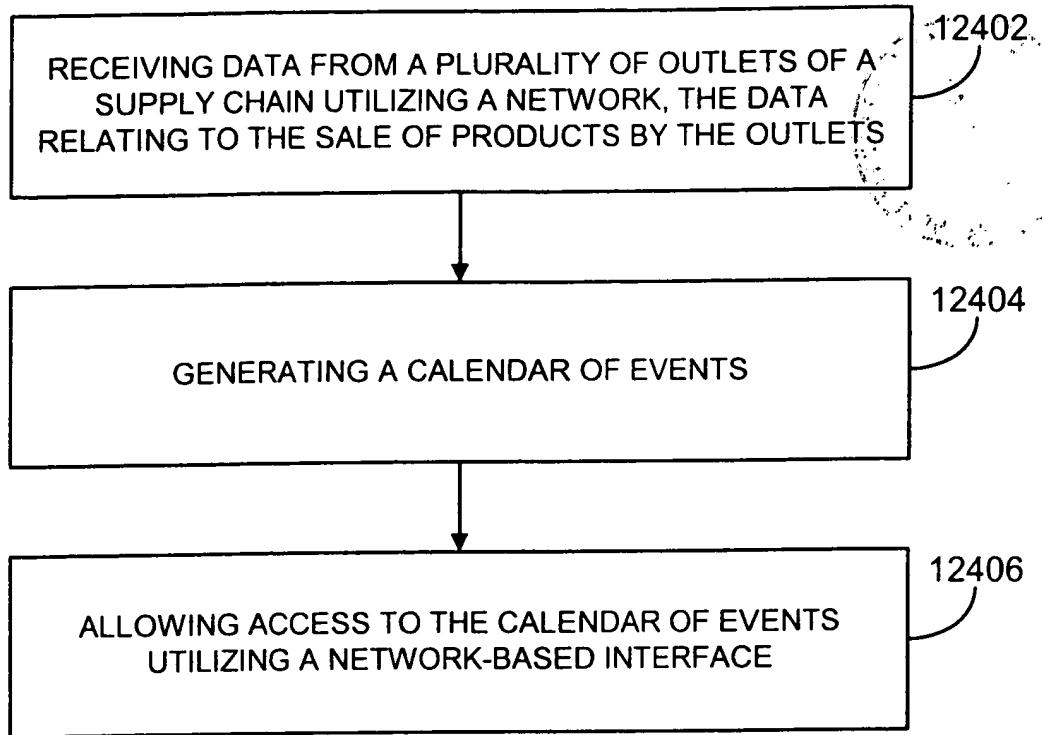 12402
RECEIVING DATA FROM A PLURALITY OF OUTLETS OF A
SUPPLY CHAIN UTILIZING A NETWORK, THE DATA
RELATING TO THE SALE OF PRODUCTS BY THE OUTLETS
12404
GENERATING A CALENDAR OF EVENTS
12406
ALLOWING ACCESS TO THE CALENDAR OF EVENTS
UTILIZING A NETWORK-BASED INTERFACE